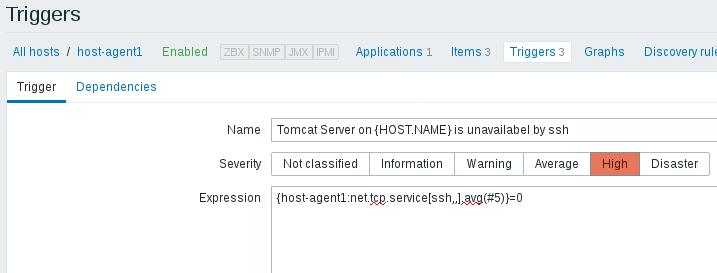 Triggers
All hosts / host-agent1 Enabled ZBX SNMP JMX IPMI Applications 1 Items 3 Triggers 3 Graphs Discovery rule
Trigger Dependencies
Name Tomcat Server on {HOST.NAME} is unavailabel by ssh
Severity Not classified Information Warning Average High Disaster
Expression {host-agent1:net.tcp.service[ssh,,].avg(#5)}=0